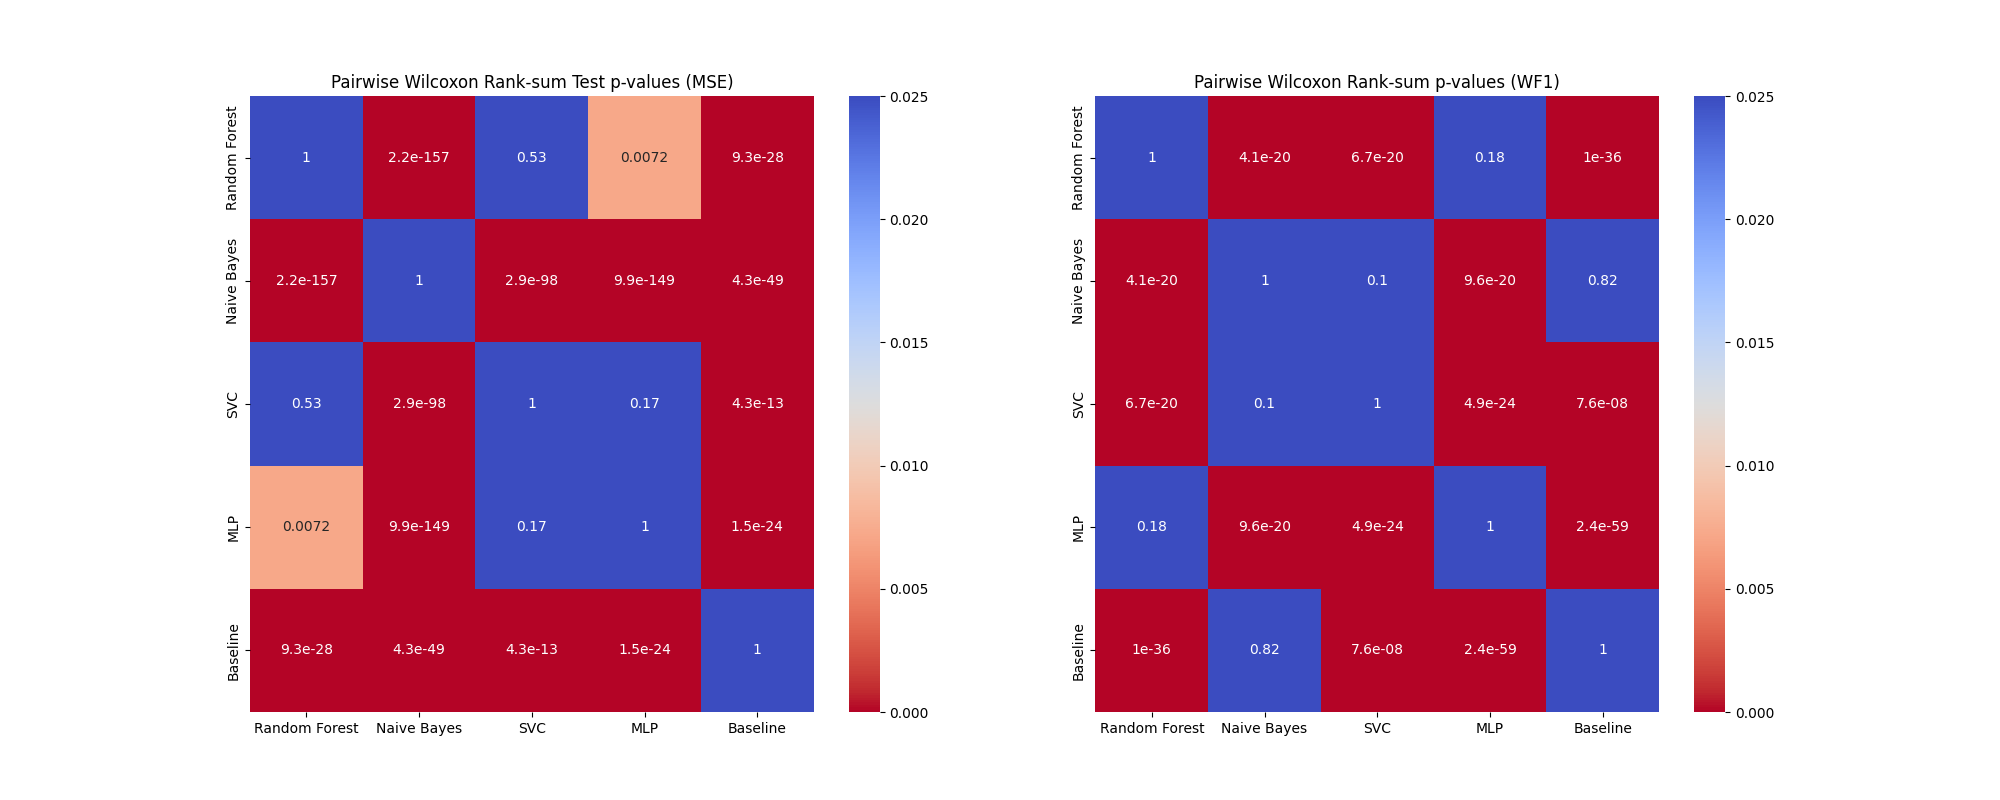 Pairwise Wilcoxon Rank-sum Test p-values (MSE)
Random Forest
1
2.2e-157
0.53
0.0072
9.3e-28
Naive Bayes
2.2e-157
1
2.9e-98
9.9e-149
4.3e-49
SVC
0.53
2.9e-98
1
0.17
4.3e-13
MLP
0.0072
9.9e-149
0.17
1
1.5e-24
Baseline
9.3e-28
4.3e-49
4.3e-13
1.5e-24
1
Random Forest
Naive Bayes
SVC
MLP
Baseline
0.025
0.020
0.015
0.010
0.005
0.000
Pairwise Wilcoxon Rank-sum p-values (WF1)
Random Forest
1
4.1e-20
6.7e-20
0.18
1e-36
Naive Bayes
4.1e-20
1
0.1
9.6e-20
0.82
SVC
6.7e-20
0.1
1
4.9e-24
7.6e-08
MLP
0.18
9.6e-20
4.9e-24
1
2.4e-59
Baseline
1e-36
0.82
7.6e-08
2.4e-59
1
Random Forest
Naive Bayes
SVC
MLP
Baseline
0.025
0.020
0.015
0.010
0.005
0.000